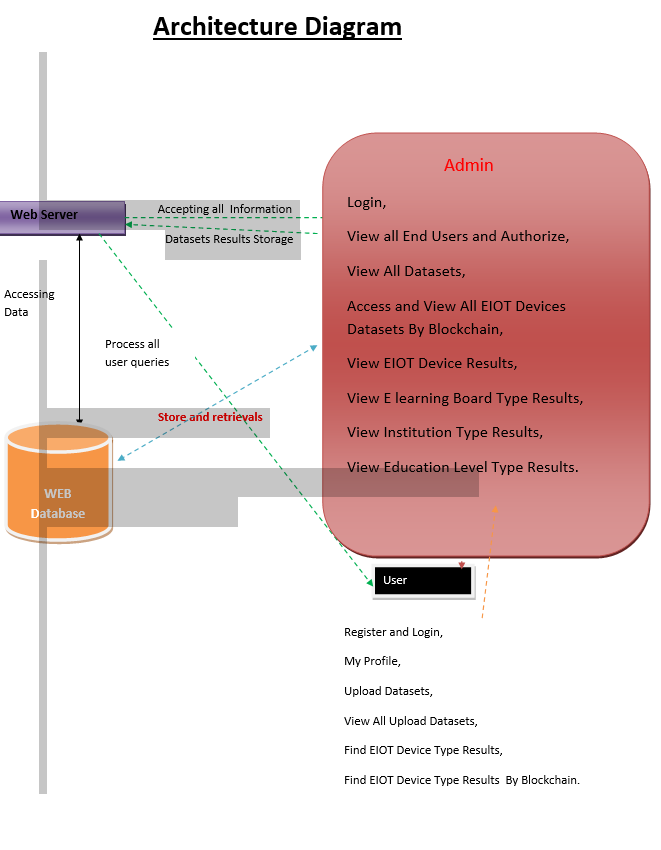 Architecture Diagram
Admin
Login,
View all End Users and Authorize,
View All Datasets,
Access and View All EIOT Devices
Datasets By Blockchain,
View EIOT Device Results,
View E learning Board Type Results,
View Institution Type Results,
View Education Level Type Results.
Web Server
Accepting all Information
Datasets Results Storage
Accessing
Data
Process all
user queries
Store and retrievals
WEB
Database
User
Register and Login,
My Profile,
Upload Datasets,
View All Upload Datasets,
Find EIOT Device Type Results,
Find EIOT Device Type Results By Blockchain.